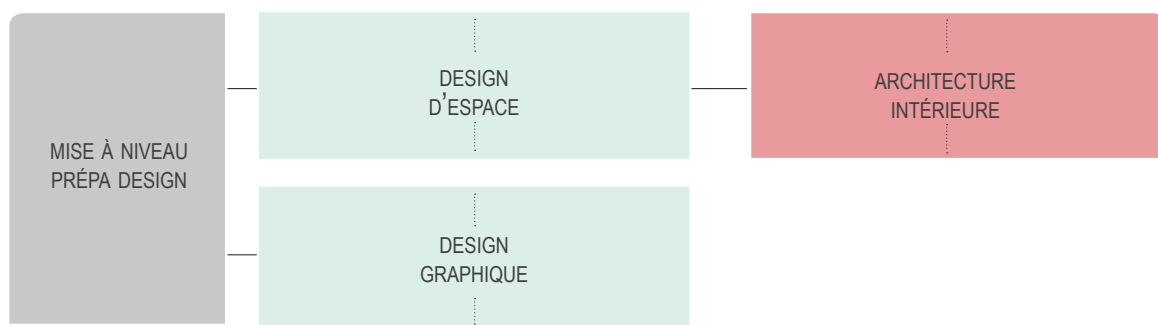 MISE À NIVEAU
PRÉPA DESIGN
DESIGN
D'ESPACE
ARCHITECTURE
INTÉRIEURE
DESIGN
GRAPHIQUE